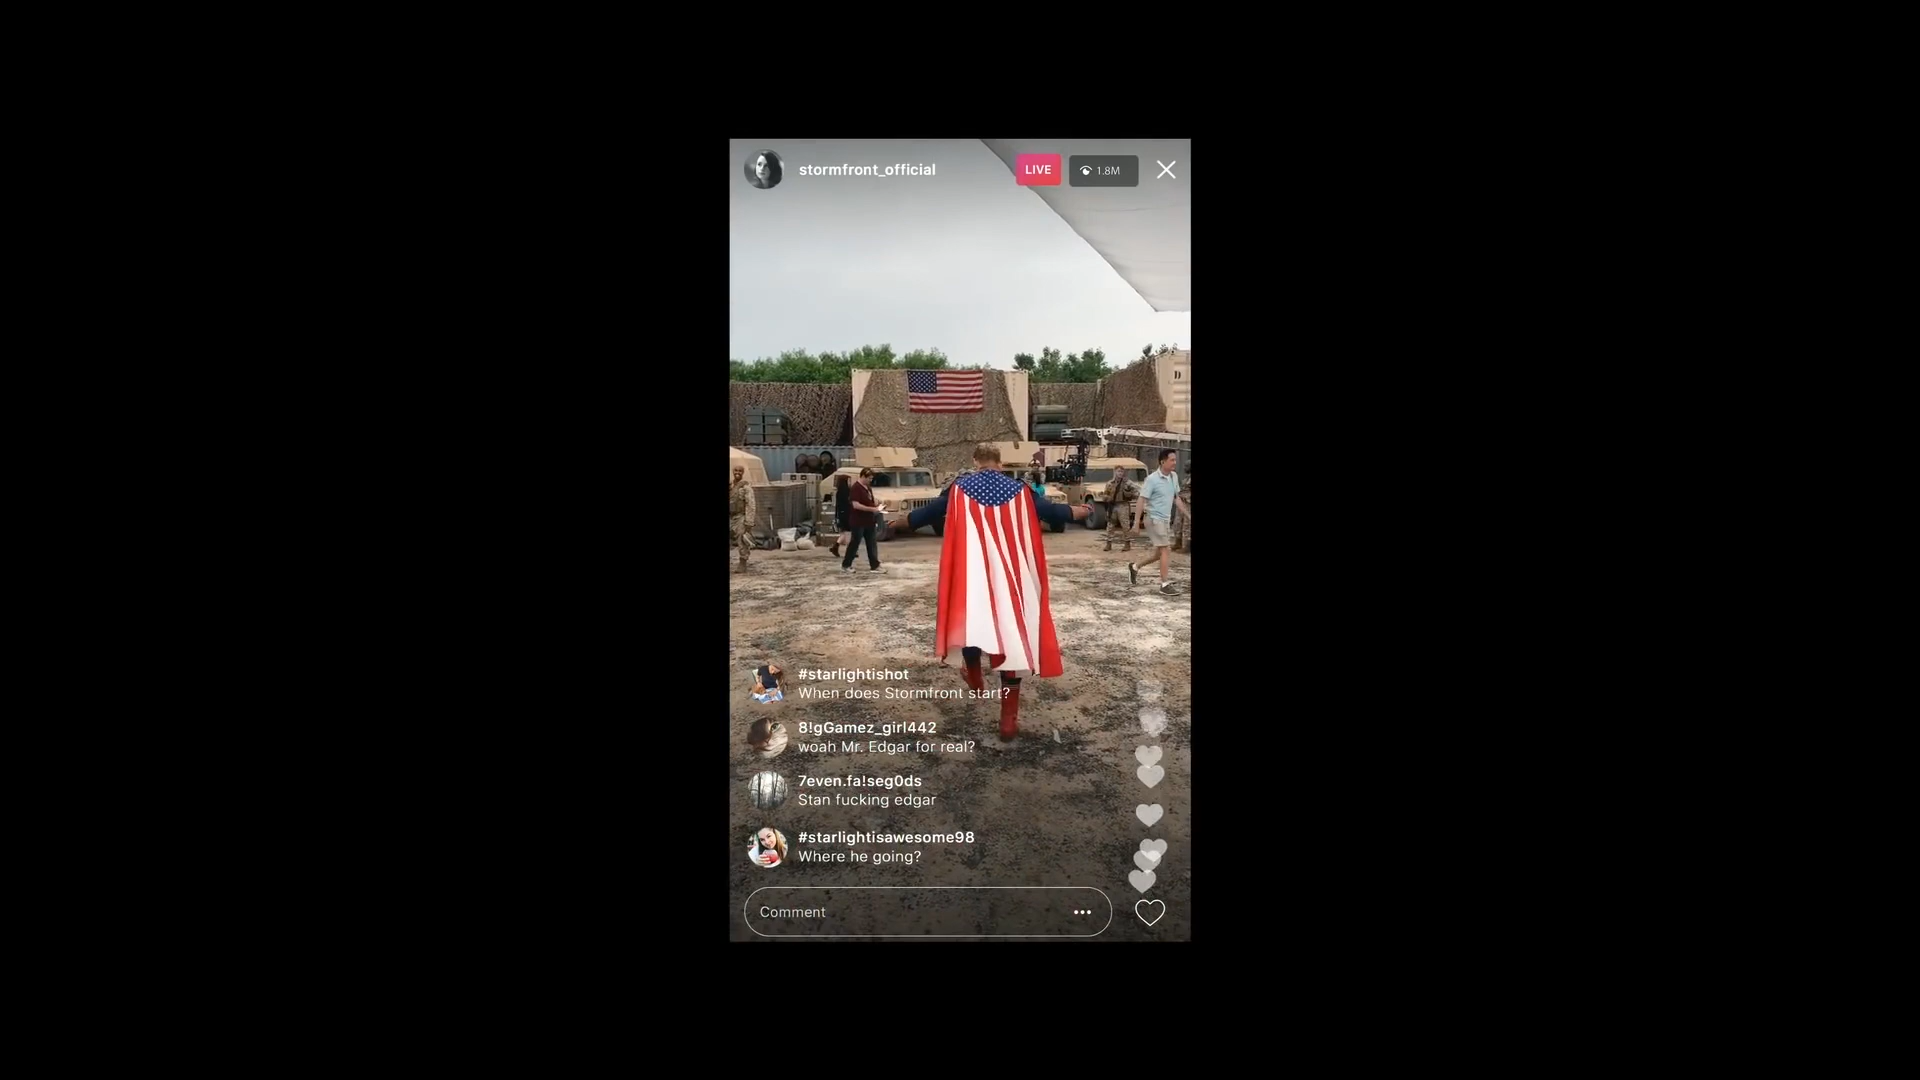 stormfront_official
LIVE
1.8M
#starlightishot
When does Stormfront start?
8!gGamez_girl442
woah Mr. Edgar for real?
7even.fa!seg0ds
Stan fucking edgar
#starlightisawesome98
Where he going?
Comment